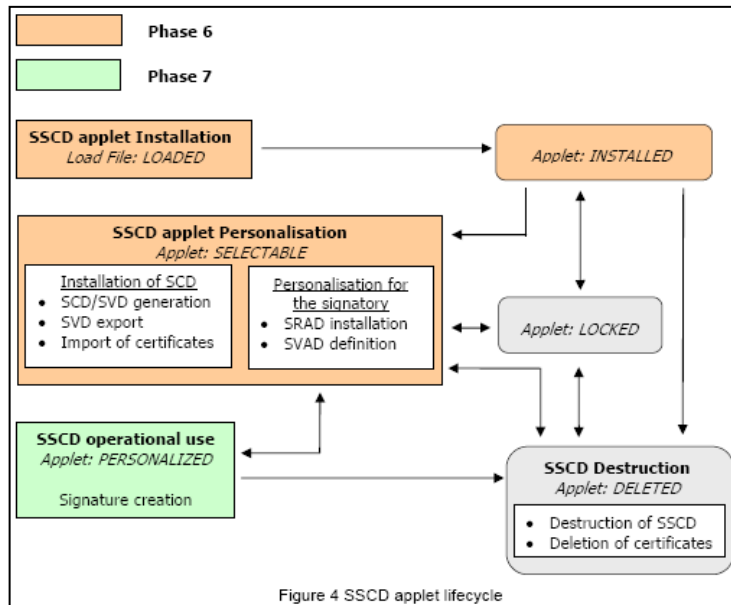 Phase 6
Phase 7
SSCD applet Installation
Load File: LOADED
Applet: INSTALLED
SSCD applet Personalisation
Applet: SELECTABLE
Installation of SCD
• SCD/SVD generation
• SVD export
• Import of certificates
Personalisation for
the signatory
• SRAD installation
• SVAD definition
Applet: LOCKED
SSCD operational use
Applet: PERSONALIZED
Signature creation
SSCD Destruction
Applet: DELETED
• Destruction of SSCD
• Deletion of certificates
Figure 4 SSCD applet lifecycle